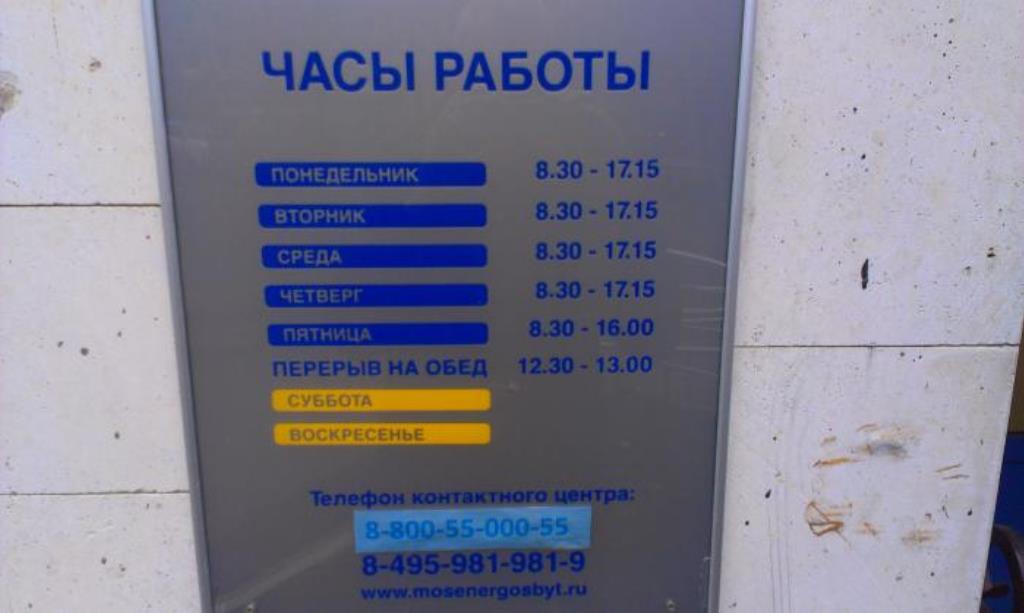 ЧАСЫ РАБОТЫ
ПОНЕДЕЛЬНИК 8.30 - 17.15
ВТОРНИК 8.30 - 17.15
СРЕДА 8.30 - 17.15
ЧЕТВЕРГ 8.30 - 17.15
ПЯТНИЦА 8.30 - 16.00
ПЕРЕРЫВ НА ОБЕД 12.30 - 13.00
СУББОТА
ВОСКРЕСЕНЬЕ
Телефон контактного центра:
8-800-55-000-55
8-495-981-981-9
www.mosenergosbyt.ru